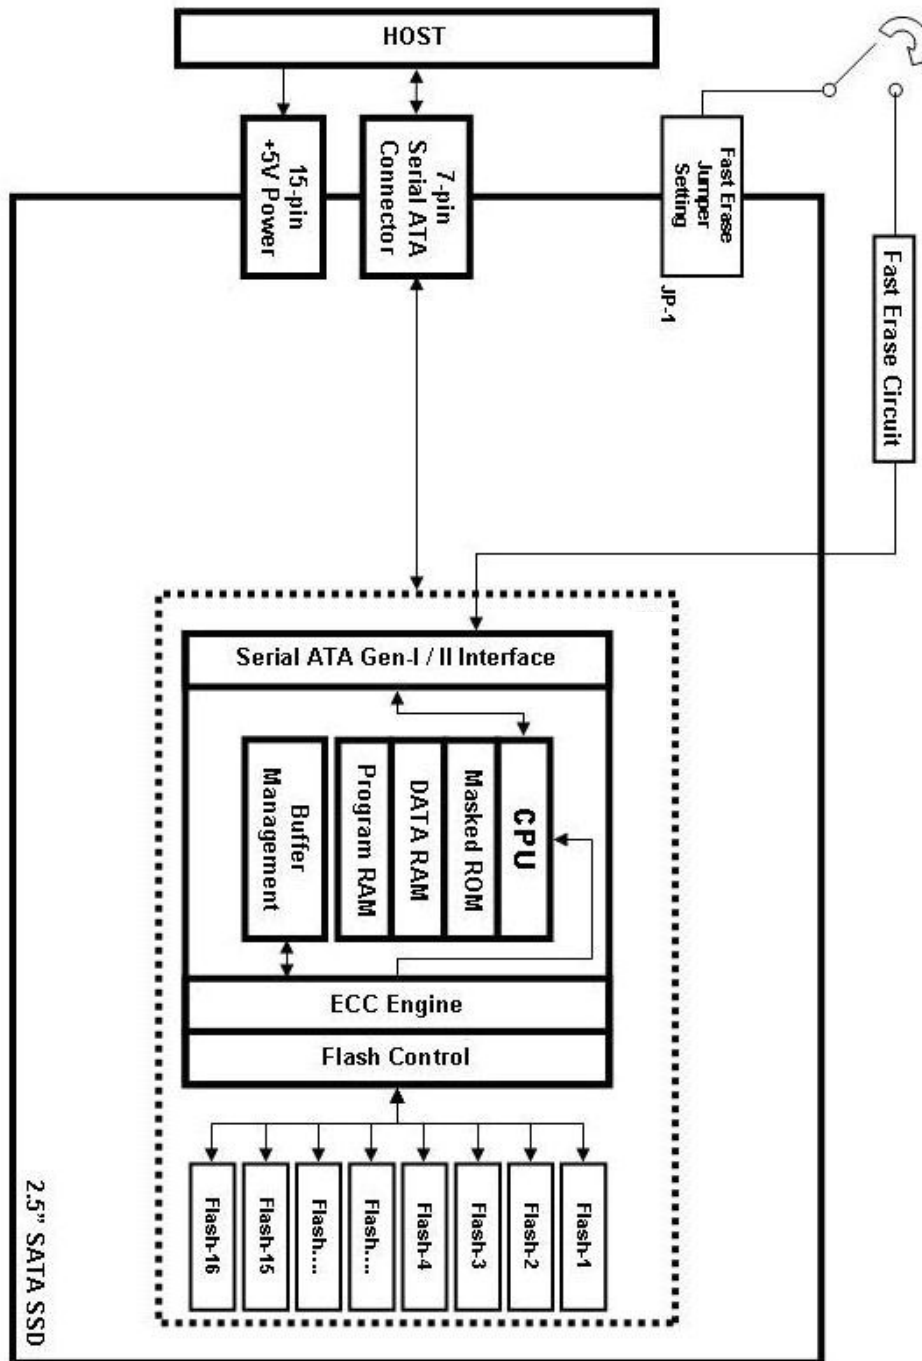 HOST
15-pin
+5V Power
7-pin
Serial ATA
Connector
Fast Erase
Jumper
Setting
JP-1
Fast Erase Circuit
Serial ATA Gen-I / II Interface
Buffer
Management
Program RAM
DATA RAM
Masked ROM
CPU
ECC Engine
Flash Control
Flash-16
Flash-15
Flash....
Flash....
Flash-4
Flash-3
Flash-2
Flash-1
2.5” SATA SSD